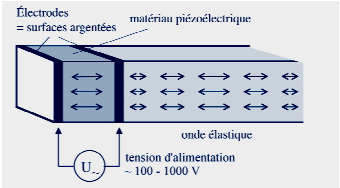 Électrodes
= surfaces argentées
matériau piézoélectrique
onde élastique
U~
tension d'alimentation
~ 100 - 1000 V